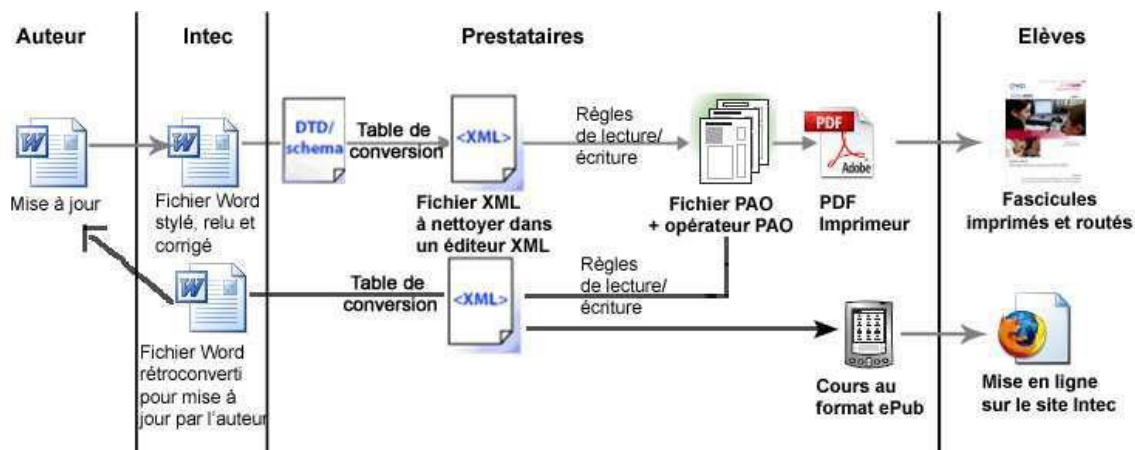 Auteur
Intec
Prestataires
Elèves
W
Mise à jour
W
Fichier Word
stylé, relu et
corrigé
DTD/
schema
Table de
conversion
<XML>
Fichier XML
à nettoyer dans
un éditeur XML
Règles
de lecture/
écriture
Fichier PAO
+ opérateur PAO
PDF
Adobe
PDF
Imprimeur
Fascicules
imprimés et routés
W
Fichier Word
rétroconverti
pour mise à
jour par l'auteur
Table de
conversion
<XML>
Règles
de lecture/
écriture
Cours au
format ePub
Mise en ligne
sur le site Intec